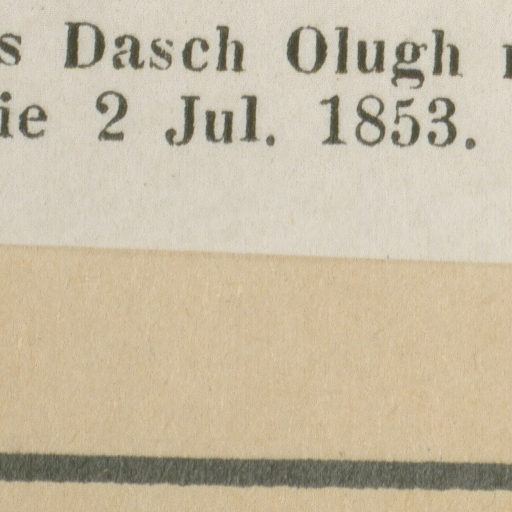 s Dasch Olugh
ie 2 Jul. 1853.